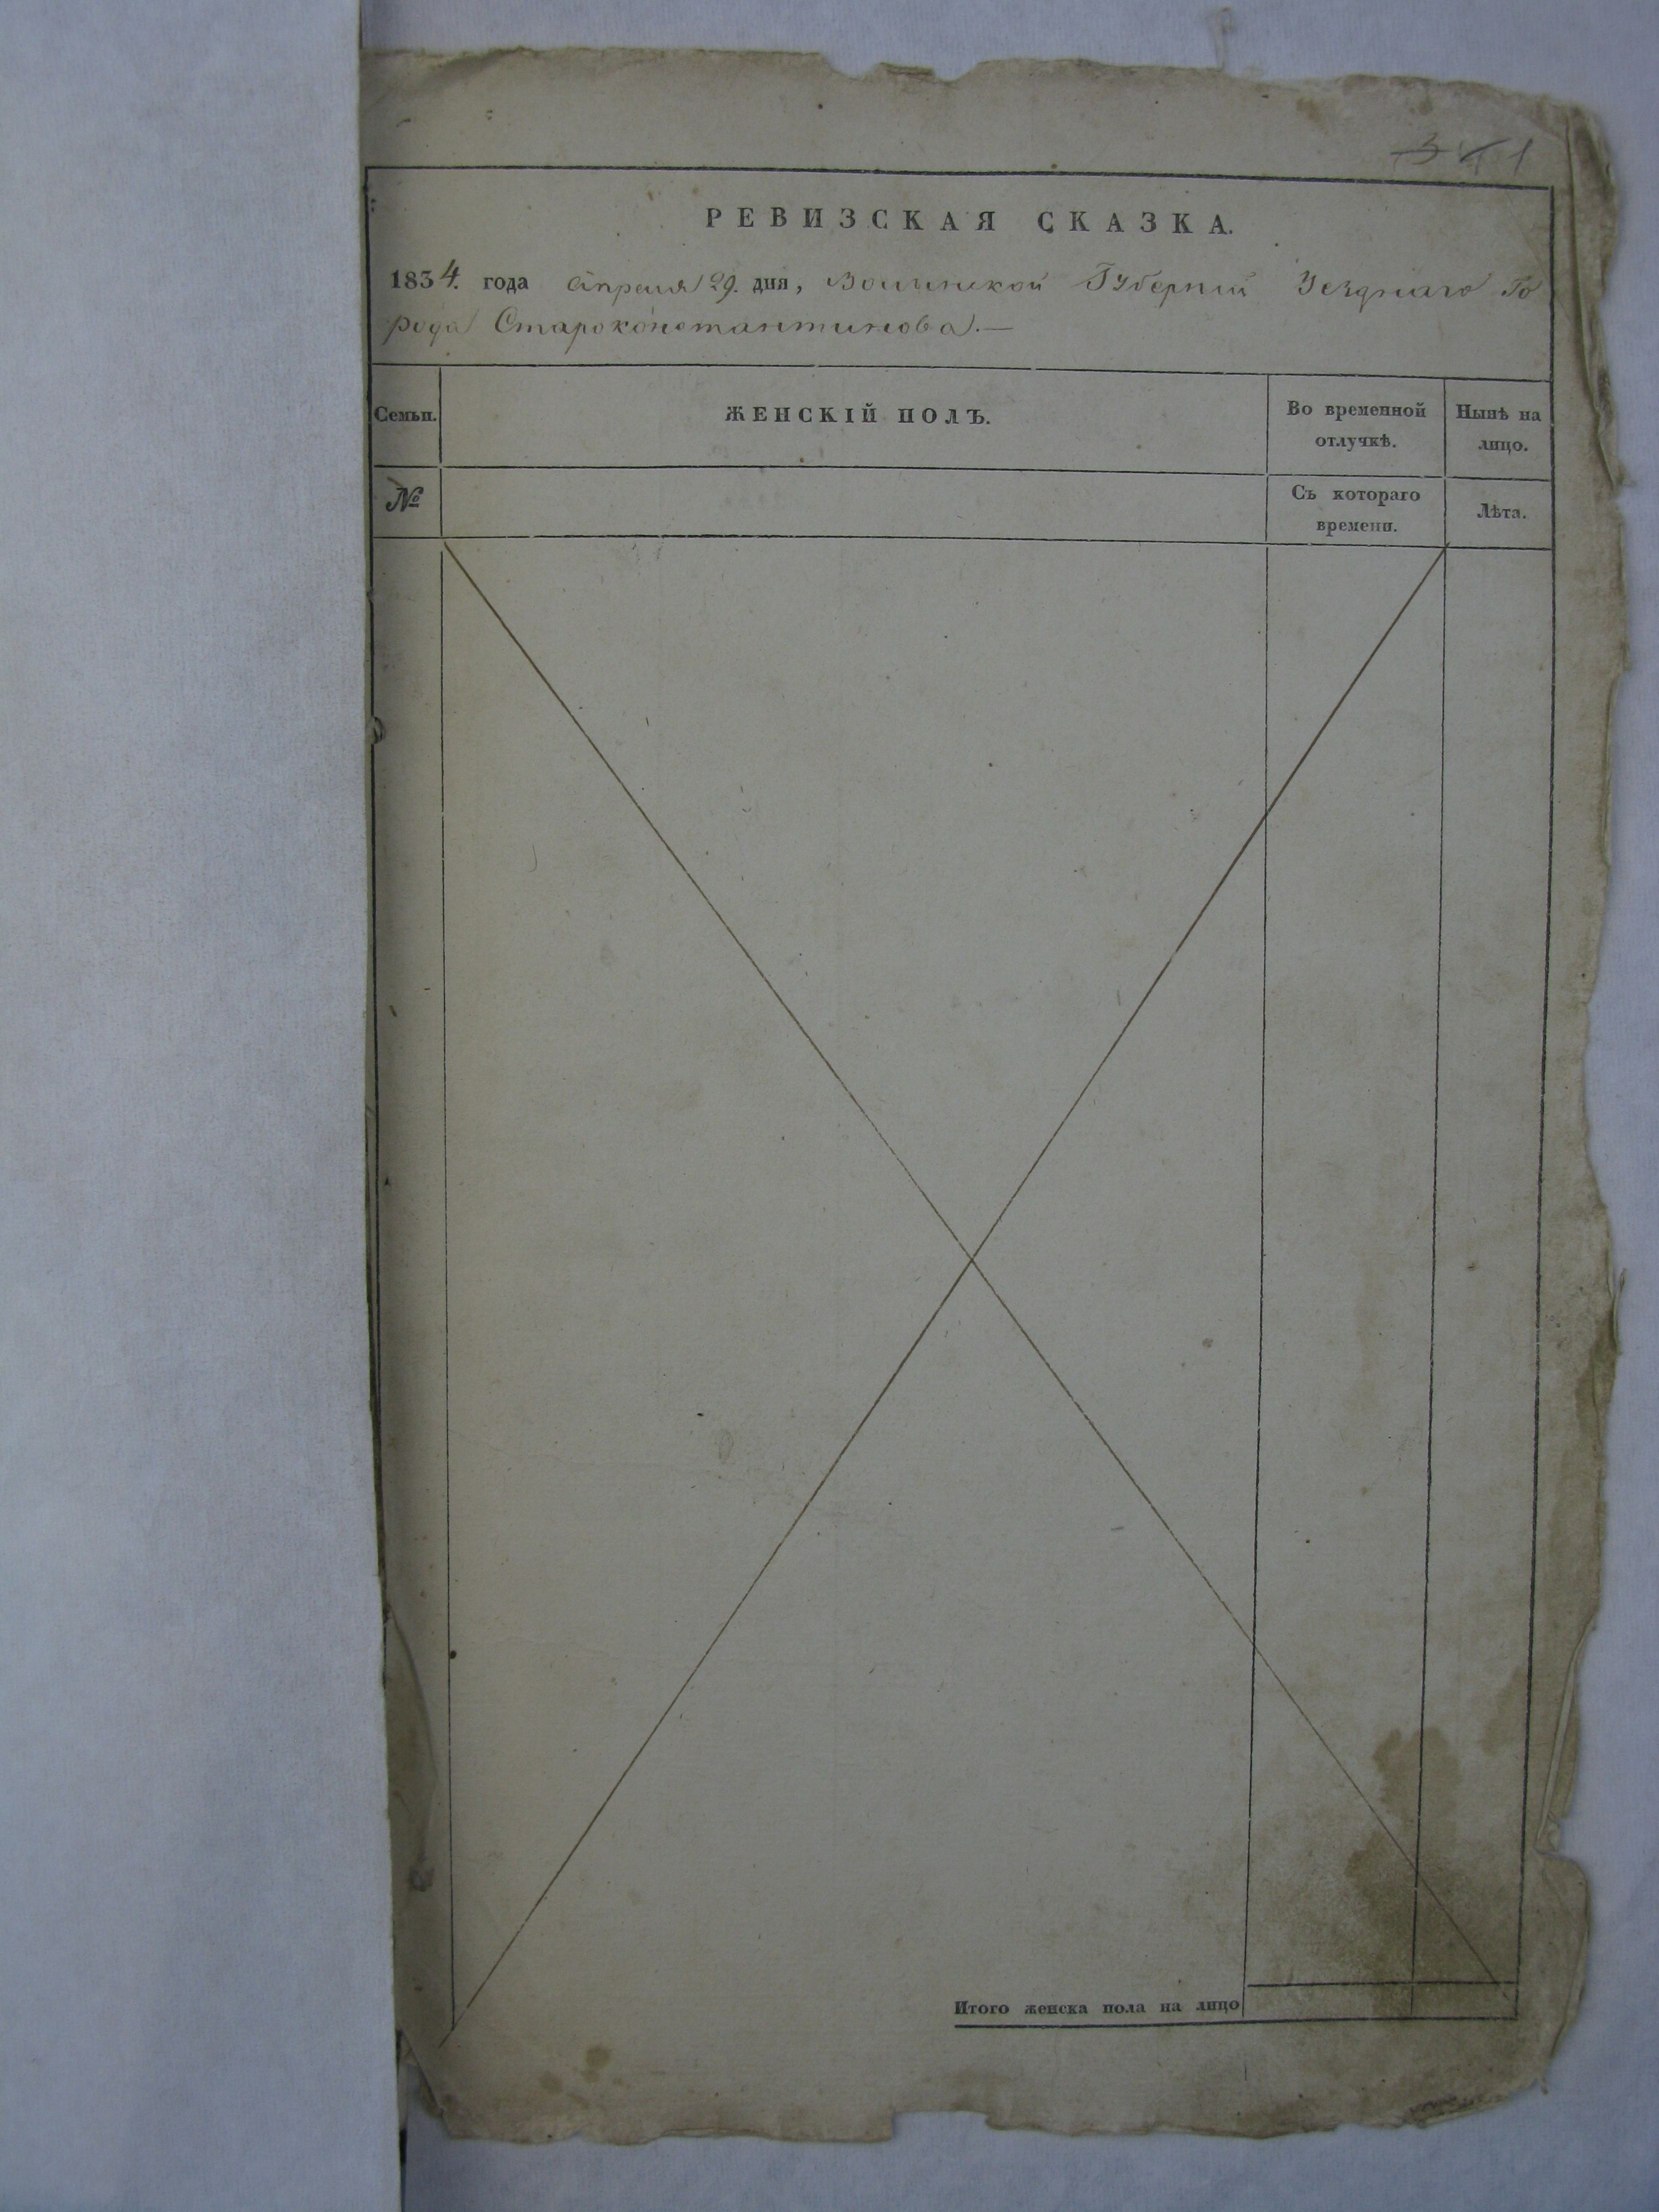 РЕВИЗСКАЯ СКАЗКА.
1834. года Апреля 29. дня, Волынской Губернии Уезднаго Го
рода Староконстантинова.—
Семьи.
ЖЕНСКІЙ ПОЛЪ.
Во временной
отлучкѣ.
Нынѣ на
лицо.
№
Съ котораго
времени.
Лѣта.
Итого женска пола на лицо